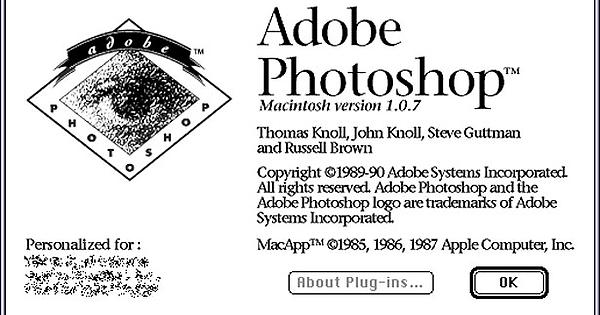 adobe™
PHOTOSHOP
Adobe
Photoshop™
Macintosh version 1.0.7
Thomas Knoll, John Knoll, Steve Guttman
and Russell Brown
Copyright ©1989-90 Adobe Systems Incorporated.
All rights reserved. Adobe Photoshop and the
Adobe Photoshop logo are trademarks of Adobe
Systems Incorporated.
Personalized for :
MacApp™ ©1985, 1986, 1987 Apple Computer, Inc.
About Plug-ins...
OK